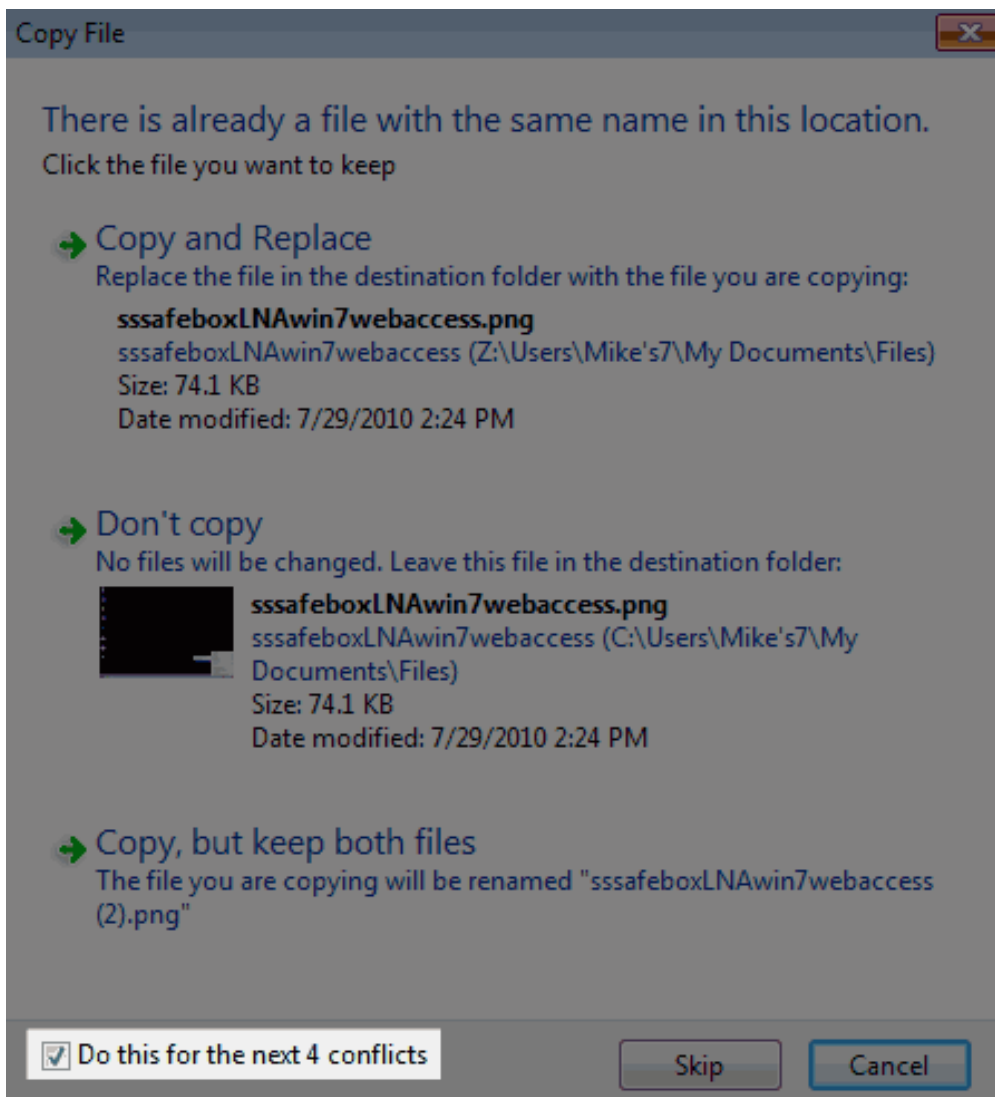 Copy File
There is already a file with the same name in this location.
Click the file you want to keep
Copy and Replace
Replace the file in the destination folder with the file you are copying:
sssafeboxLNAwin7webaccess.png
sssafeboxLNAwin7webaccess (Z:\Users\Mike's7\My Documents\Files)
Size: 74.1 KB
Date modified: 7/29/2010 2:24 PM
Don't copy
No files will be changed. Leave this file in the destination folder:
sssafeboxLNAwin7webaccess.png
sssafeboxLNAwin7webaccess (C:\Users\Mike's7\My
Documents\Files)
Size: 74.1 KB
Date modified: 7/29/2010 2:24 PM
Copy, but keep both files
The file you are copying will be renamed "sssafeboxLNAwin7webaccess
(2).png"
Do this for the next 4 conflicts
Skip
Cancel